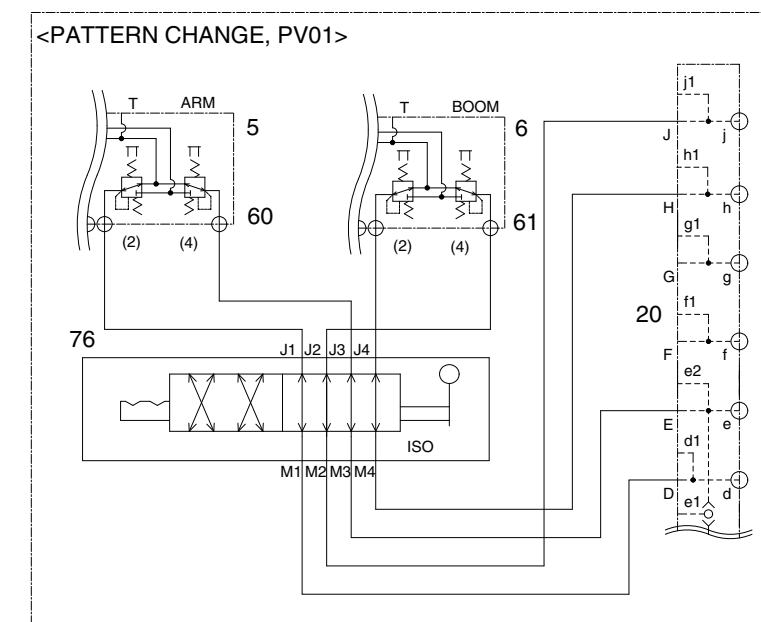 <PATTERN CHANGE, PV01>
T ARM 5
60
(2) (4)
T BOOM 6
61
(2) (4)
76
J1 J2 J3 J4
ISO
M1 M2 M3 M4
20
j1
J j
h1
H h
g1
G g
f1
F f
e2
E e
d1
D d
e1